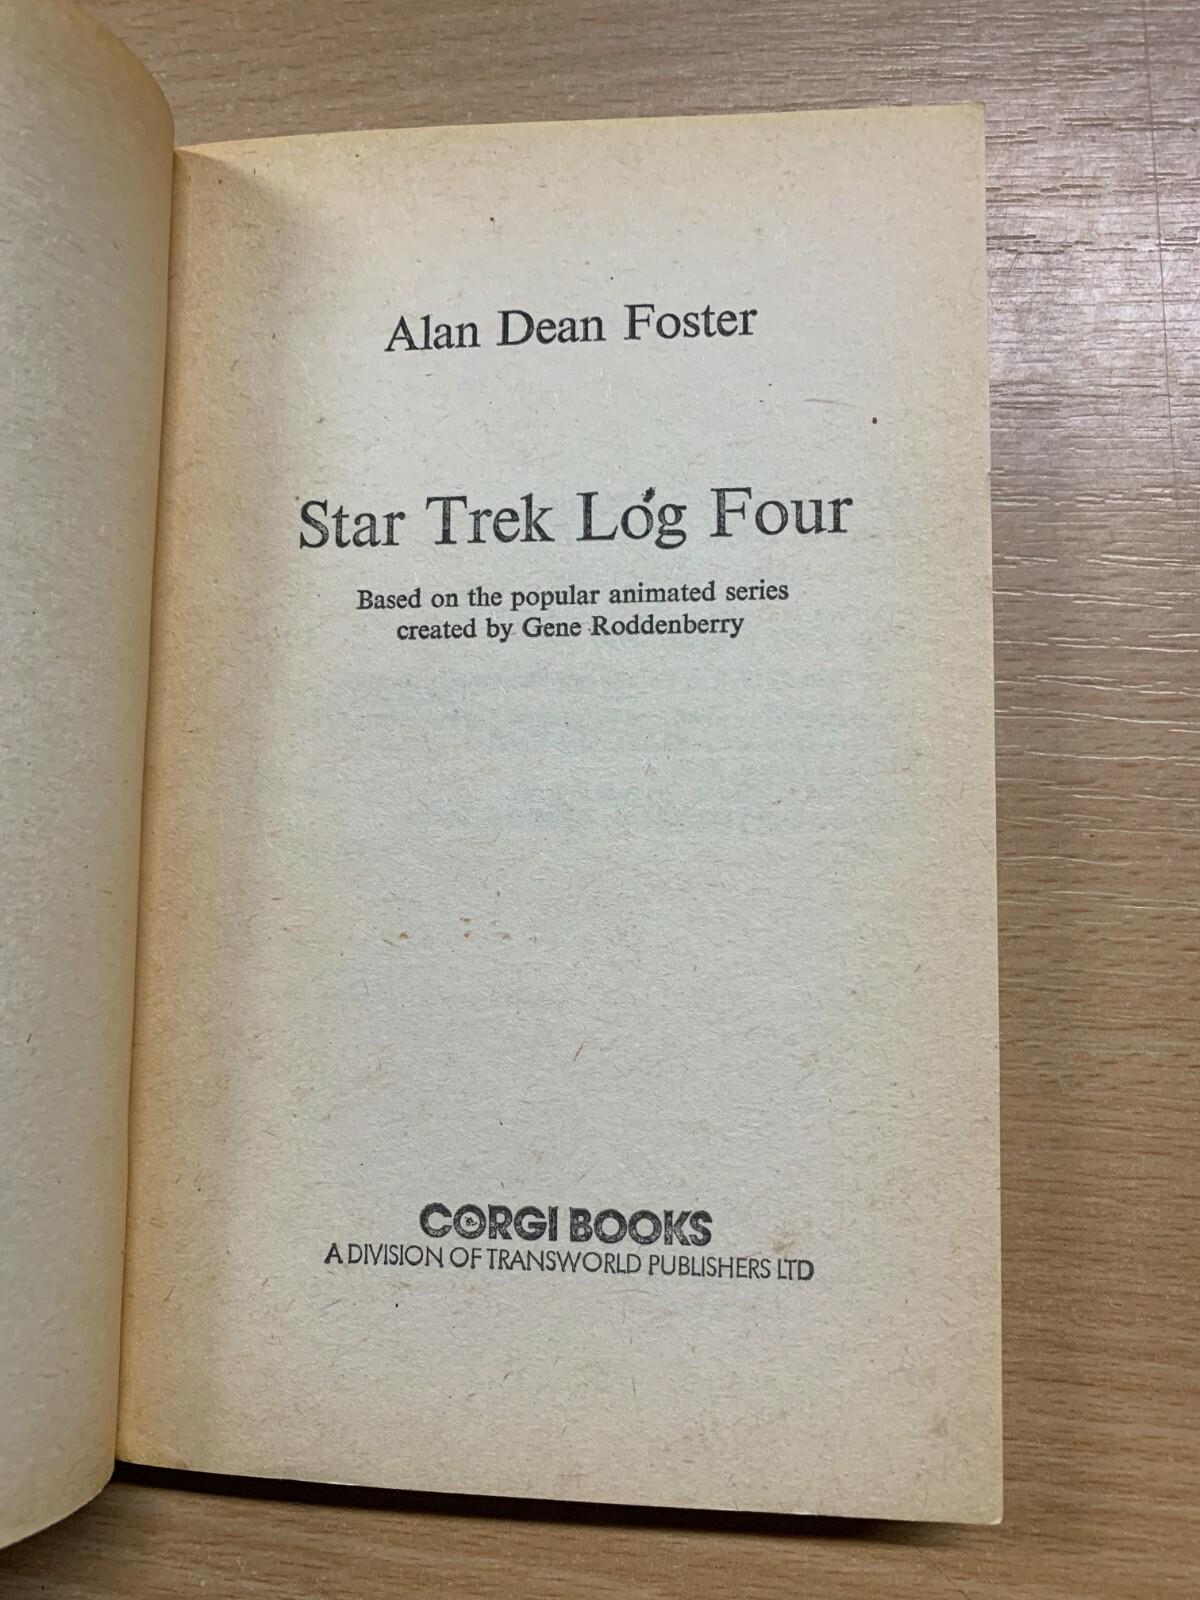 Alan Dean Foster
Star Trek Log Four
Based on the popular animated series
created by Gene Roddenberry
CORGI BOOKS
A DIVISION OF TRANSWORLD PUBLISHERS LTD